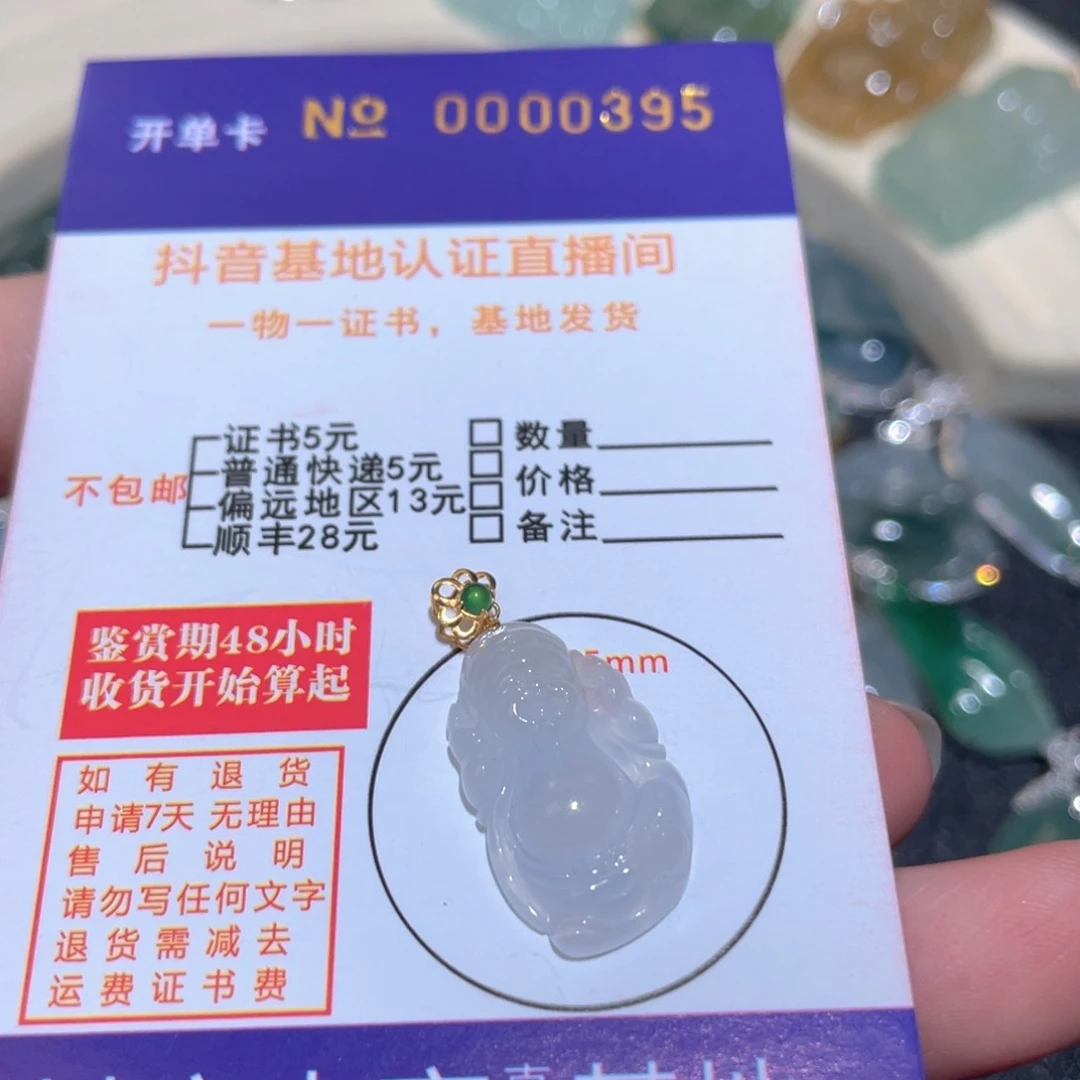 开单卡 № 0000395
抖音基地认证直播间
一物一证书，基地发货
不包邮
证书5元
普通快递5元
偏远地区13元
顺丰28元
□ 数量
□ 价格
□
□ 备注
5mm
鉴赏期48小时
收货开始算起
如有退货
申请7天无理由
售后说明
请勿写任何文字
退货需减去
运费证书费